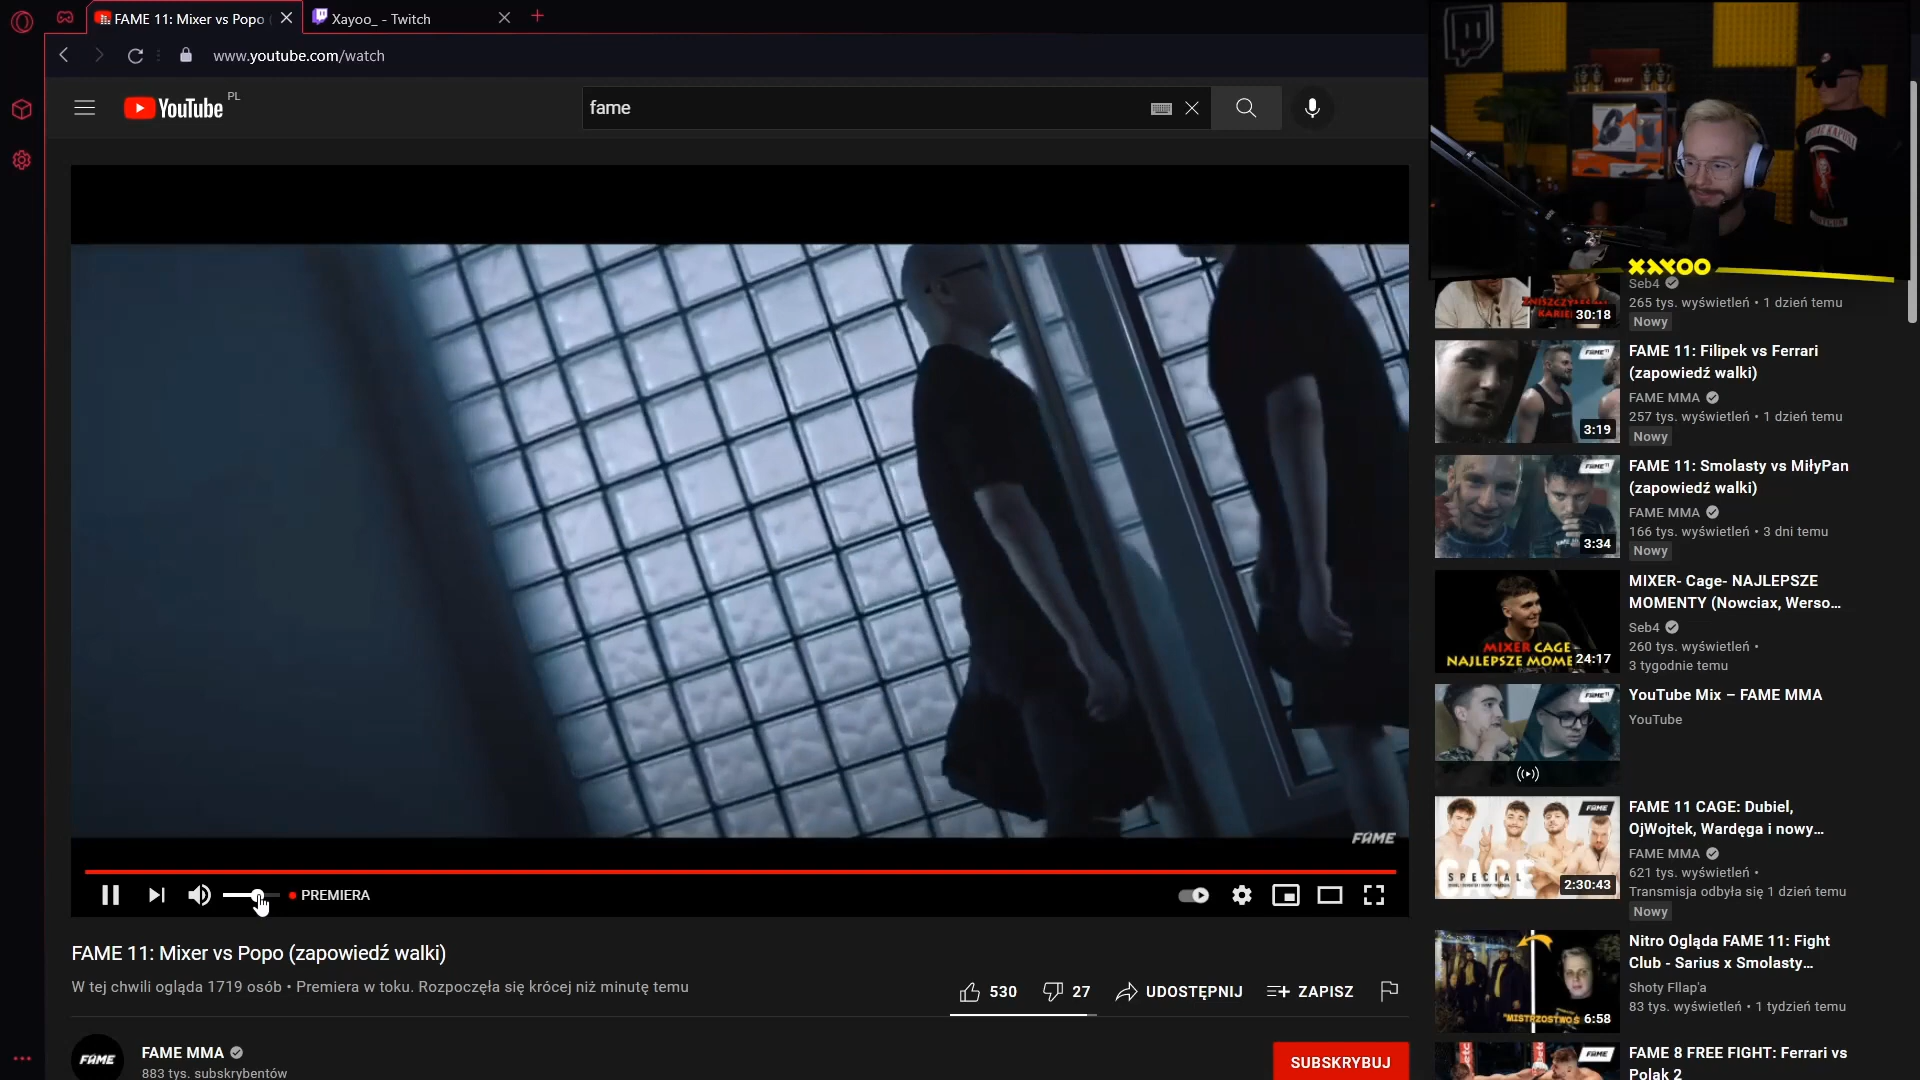 FAME 11: Mixer vs Popo
Xayoo_ - Twitch
www.youtube.com/watch
YouTube PL
fame
XAYOO
Seb4
265 tys. wyświetleń • 1 dzień temu
30:18
Nowy
FAME 11: Filipek vs Ferrari
(zapowiedź walki)
FAME MMA
257 tys. wyświetleń • 1 dzień temu
3:19
Nowy
FAME 11: Smolasty vs MiłyPan
(zapowiedź walki)
FAME MMA
166 tys. wyświetleń • 3 dni temu
3:34
Nowy
MIXER- Cage- NAJLEPSZE
MOMENTY (Nowciax, Werso...
Seb4
260 tys. wyświetleń •
3 tygodnie temu
MIXER CAGE
NAJLEPSZE MOME
24:17
YouTube Mix – FAME MMA
YouTube
FAME 11 CAGE: Dubiel,
OjWojtek, Wardęga i nowy...
FAME MMA
621 tys. wyświetleń •
Transmisja odbyła się 1 dzień temu
FAME
CAGE
SPECIAL
2:30:43
Nowy
Nitro Ogląda FAME 11: Fight
Club - Sarius x Smolasty...
Shoty Fllap'a
83 tys. wyświetleń • 1 tydzień temu
6:58
FAME 8 FREE FIGHT: Ferrari vs
Polak 2
FAME
PREMIERA
FAME 11: Mixer vs Popo (zapowiedź walki)
W tej chwili ogląda 1719 osób • Premiera w toku. Rozpoczęła się krócej niż minutę temu
530
27
UDOSTĘPNIJ
ZAPISZ
FAME
FAME MMA
883 tys. subskrybentów
SUBSKRYBUJ